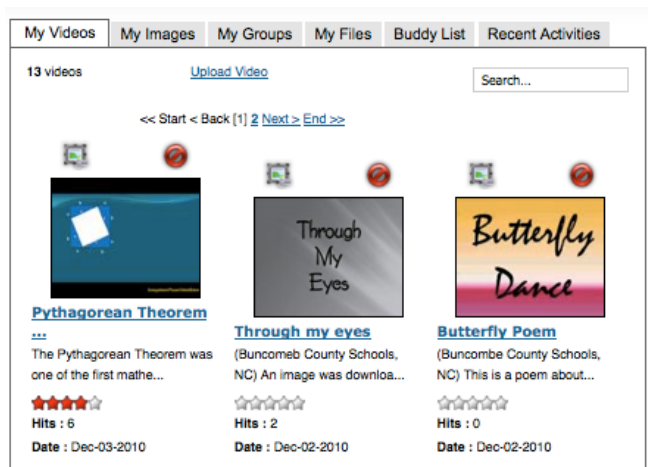 My Videos My Images My Groups My Files Buddy List Recent Activities
13 videos Upload Video Search...
<< Start < Back [1] 2 Next > End >>
Through
My
Eyes
Butterfly
Dance
Pythagorean Theorem
...
The Pythagorean Theorem was
one of the first mathe...
Hits : 6
Date : Dec-03-2010
Through my eyes
(Buncomeb County Schools,
NC) An image was downloa...
Hits : 2
Date : Dec-02-2010
Butterfly Poem
(Buncombe County Schools,
NC) This is a poem about...
Hits : 0
Date : Dec-02-2010